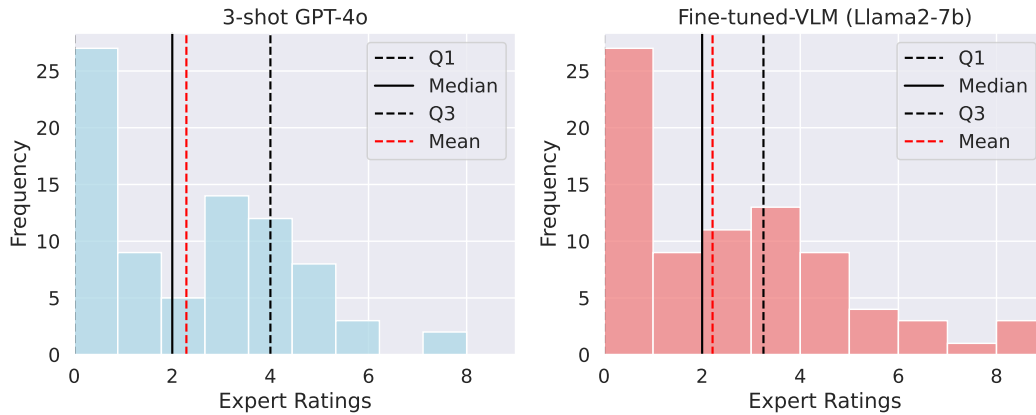 3-shot GPT-4o
Frequency
25
20
15
10
5
0
0 2 4 6 8
Expert Ratings
Q1
Median
Q3
Mean
Fine-tuned-VLM (Llama2-7b)
Frequency
25
20
15
10
5
0
0 2 4 6 8
Expert Ratings
Q1
Median
Q3
Mean